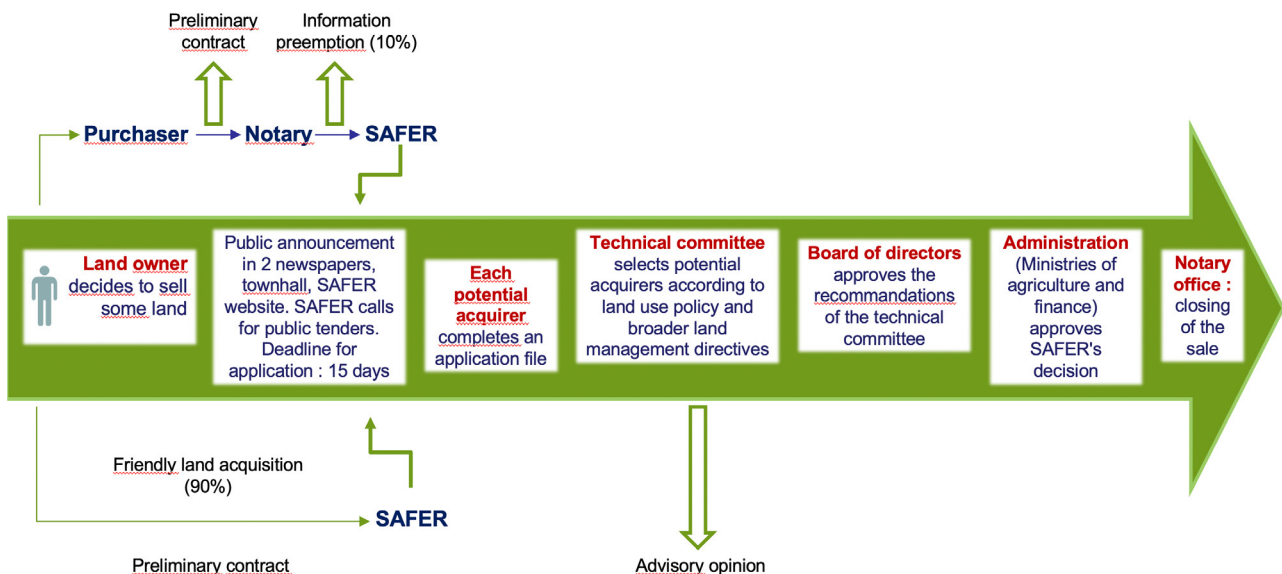 Preliminary
contract
Information
preemption (10%)
Purchaser
Notary
SAFER
Land owner
decides to sell
some land
Public announcement
in 2 newspapers,
townhall, SAFER
website. SAFER calls
for public tenders.
Deadline for
application : 15 days
Each
potential
acquirer
completes an
application file
Technical committee
selects potential
acquirers according to
land use policy and
broader land
management directives
Board of directors
approves the
recommandations
of the technical
committee
Administration
(Ministries of
agriculture and
finance)
approves
SAFER's
decision
Notary
office :
closing of
the sale
Friendly land acquisition
(90%)
SAFER
Preliminary contract
Advisory opinion